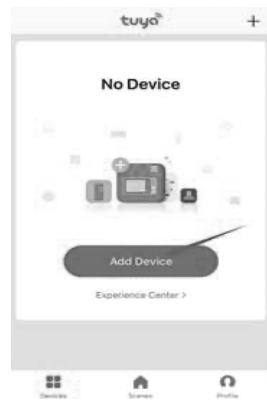 tuya
+
No Device
Add Device
Experience Center >
Devices
Scenes
Profile